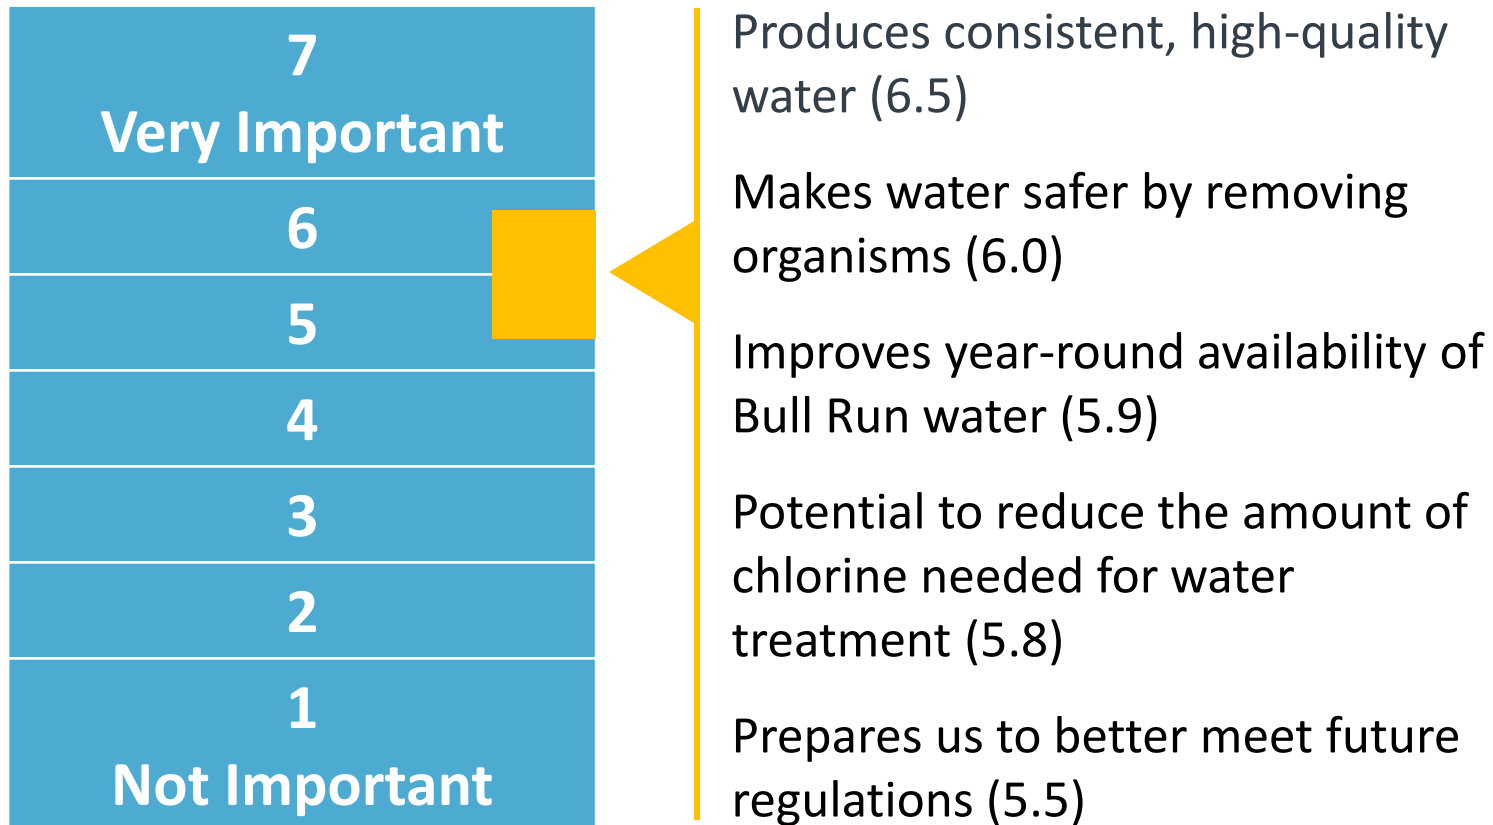 7
Very Important
6
5
4
3
2
1
Not Important
Produces consistent, high-quality
water (6.5)
Makes water safer by removing
organisms (6.0)
Improves year-round availability of
Bull Run water (5.9)
Potential to reduce the amount of
chlorine needed for water
treatment (5.8)
Prepares us to better meet future
regulations (5.5)